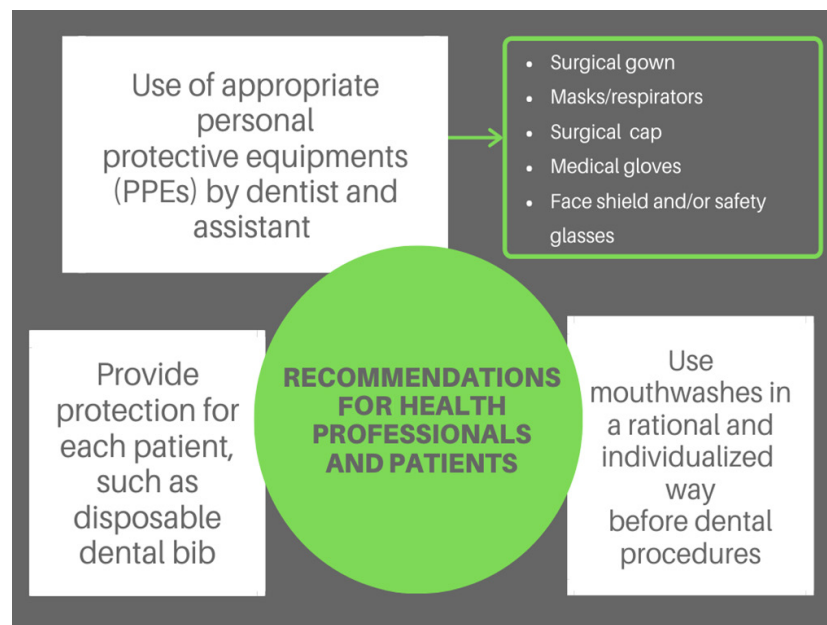 Use of appropriate
personal
protective equipments
(PPEs) by dentist and
assistant
• Surgical gown
• Masks/respirators
• Surgical cap
• Medical gloves
• Face shield and/or safety
glasses
RECOMMENDATIONS
FOR HEALTH
PROFESSIONALS
AND PATIENTS
Provide
protection for
each patient,
such as
disposable
dental bib
Use
mouthwashes in
a rational and
individualized
way
before dental
procedures